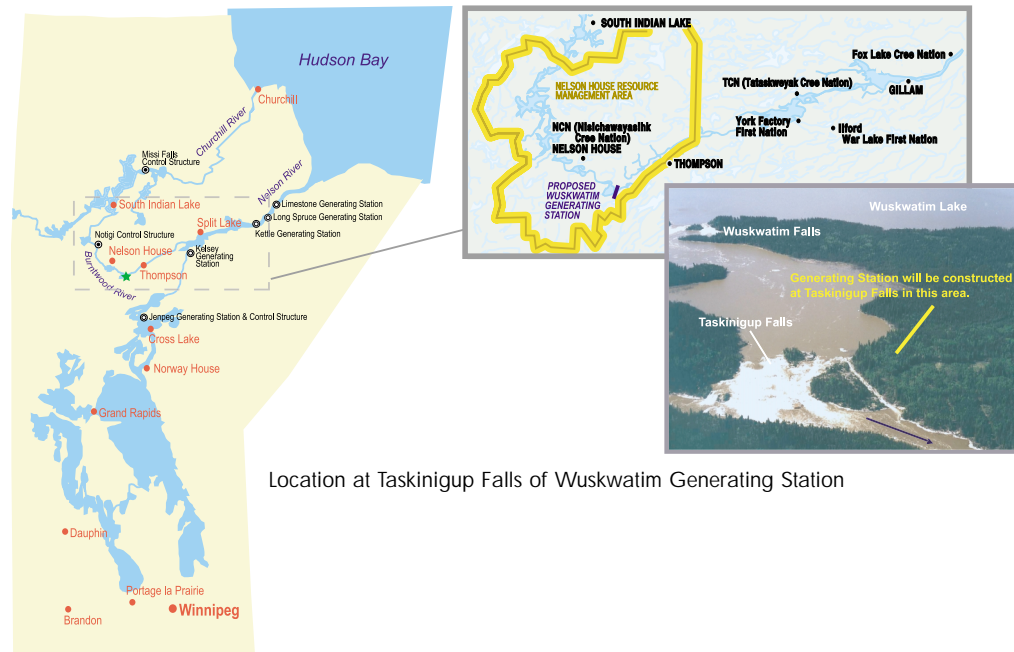 Hudson Bay
Churchill
Churchill River
Missi Falls
Control Structure
Nelson River
South Indian Lake
Limestone Generating Station
Long Spruce Generating Station
Split Lake
Kettle Generating Station
Notigi Control Structure
Nelson House
Kelsey
Generating
Station
Thompson
Burntwood River
Jenpeg Generating Station & Control Structure
Cross Lake
Norway House
Grand Rapids
Dauphin
Portage la Prairie
Winnipeg
Brandon
SOUTH INDIAN LAKE
Fox Lake Cree Nation
NELSON HOUSE RESOURCE
MANAGEMENT AREA
TCN (Tataskweyak Cree Nation)
GILLAM
NCN (Nisichawayasihk
Cree Nation)
NELSON HOUSE
York Factory
First Nation
Ilford
War Lake First Nation
THOMPSON
PROPOSED
WUSKWATIM
GENERATING
STATION
Wuskwatim Lake
Wuskwatim Falls
Generating Station will be constructed
at Taskinigup Falls in this area.
Taskinigup Falls
Location at Taskinigup Falls of Wuskwatim Generating Station